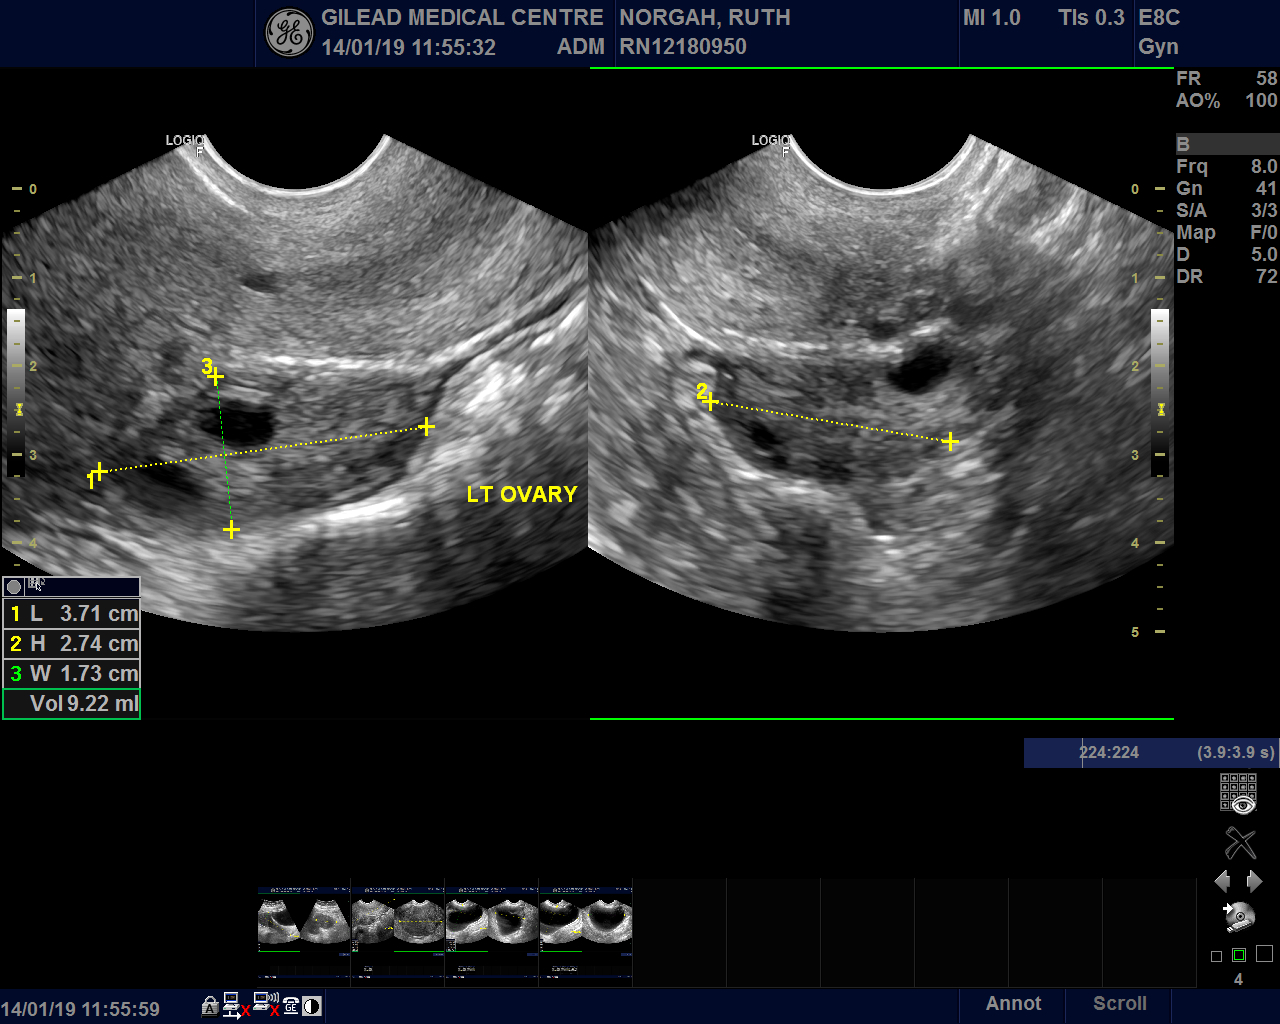 GILEAD MEDICAL CENTRE
14/01/19 11:55:32 ADM
NORGAH, RUTH
RN12180950
MI 1.0 TIs 0.3
E8C
Gyn
FR 58
AO% 100
B
Frq 8.0
Gn 41
S/A 3/3
Map F/0
D 5.0
DR 72
LOGIQ
F
LOGIQ
F
0
1
2
3
4
0
1
2
3
4
5
3
1
2
LT OVARY
1 L 3.71 cm
2 H 2.74 cm
3 W 1.73 cm
Vol 9.22 ml
224:224 (3.9:3.9 s)
4
14/01/19 11:55:59
A
GE
Annot
Scroll